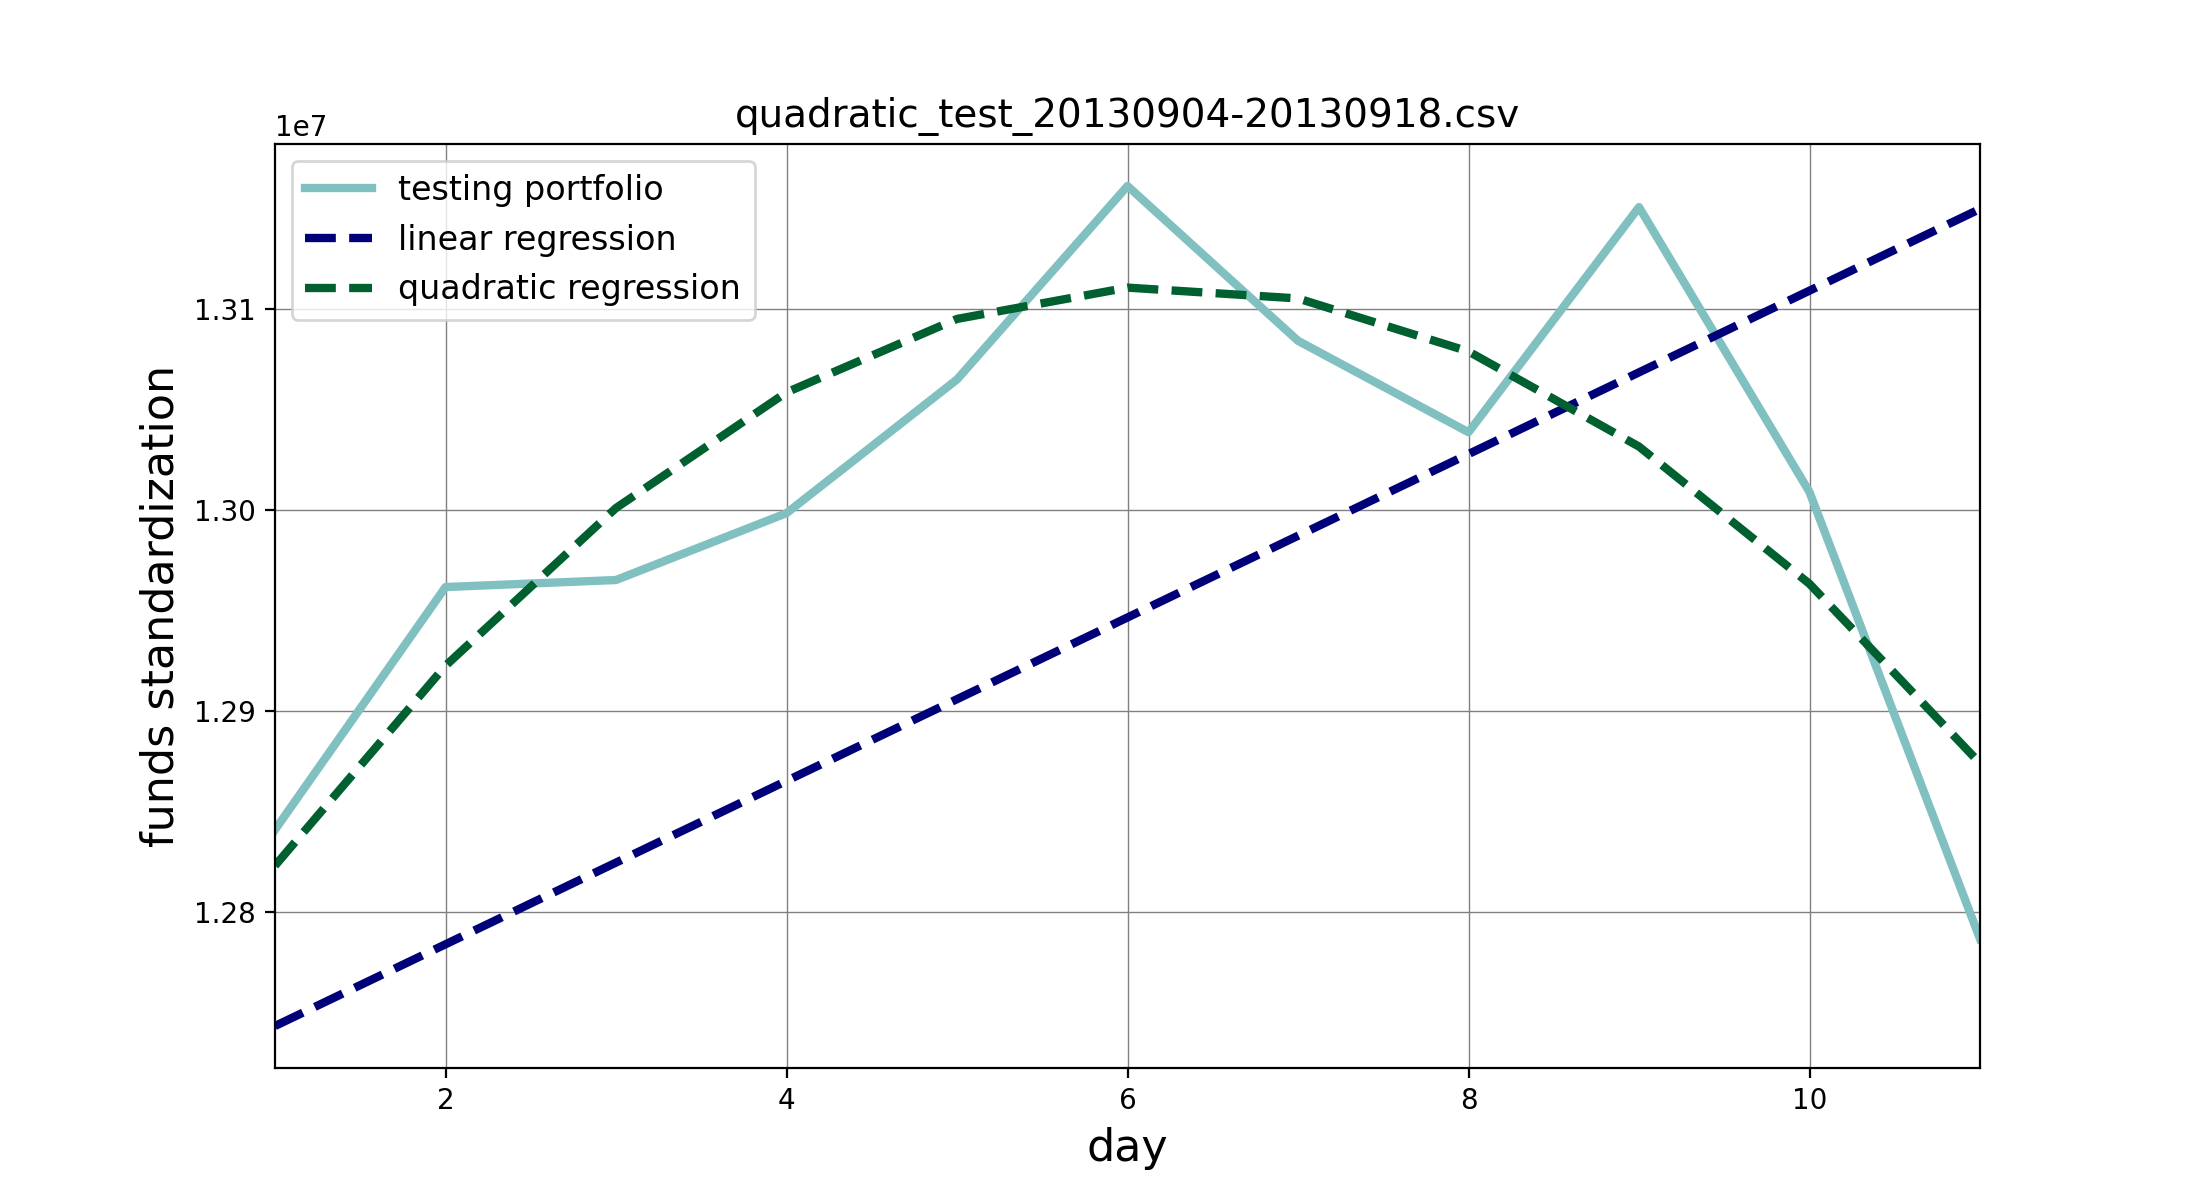 quadratic_test_20130904-20130918.csv
1e7
testing portfolio
linear regression
quadratic regression
1.31
1.30
1.29
1.28
funds standardization
2 4 6 8 10
day